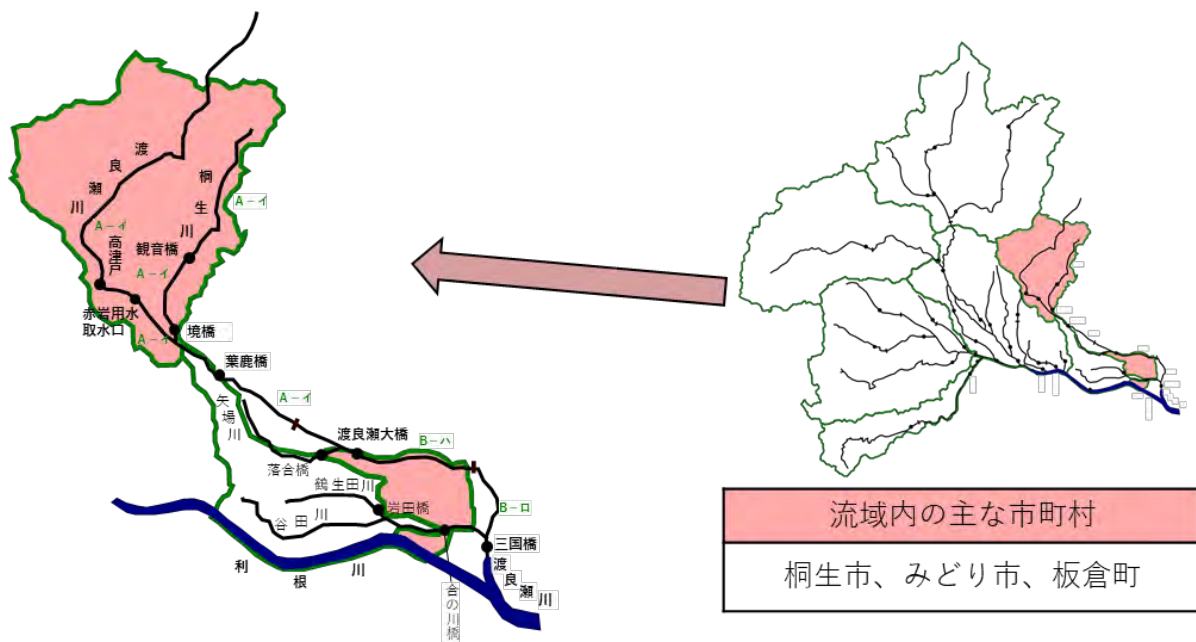 渡良瀬川
桐生川
A-イ
A-イ
高津戸
観音橋
A-イ
赤岩用水
取水口
A-イ
境橋
葉鹿橋
矢場川
A-イ
渡良瀬大橋
B-ハ
落合橋
鶴生田川
岩田橋
谷田川
B-ロ
三国橋
利根川
合の川橋
渡良瀬川
流域内の主な市町村
桐生市、みどり市、板倉町